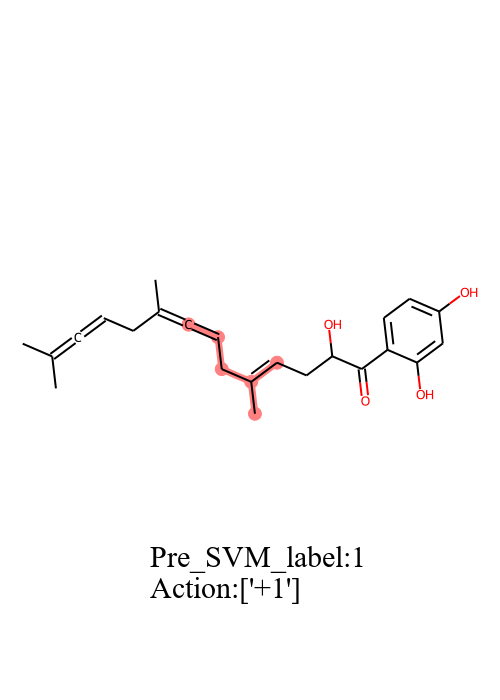 OH
OH
C
C
OH
O
Pre_SVM_label:1
Action:['+1']